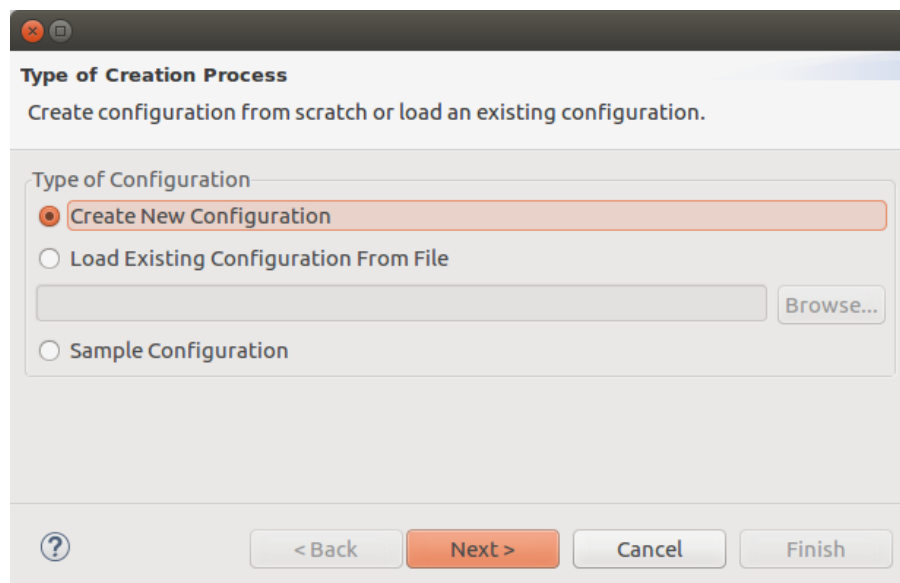 Type of Creation Process
Create configuration from scratch or load an existing configuration.
Type of Configuration
Create New Configuration
Load Existing Configuration From File
Browse...
Sample Configuration
?
< Back
Next >
Cancel
Finish